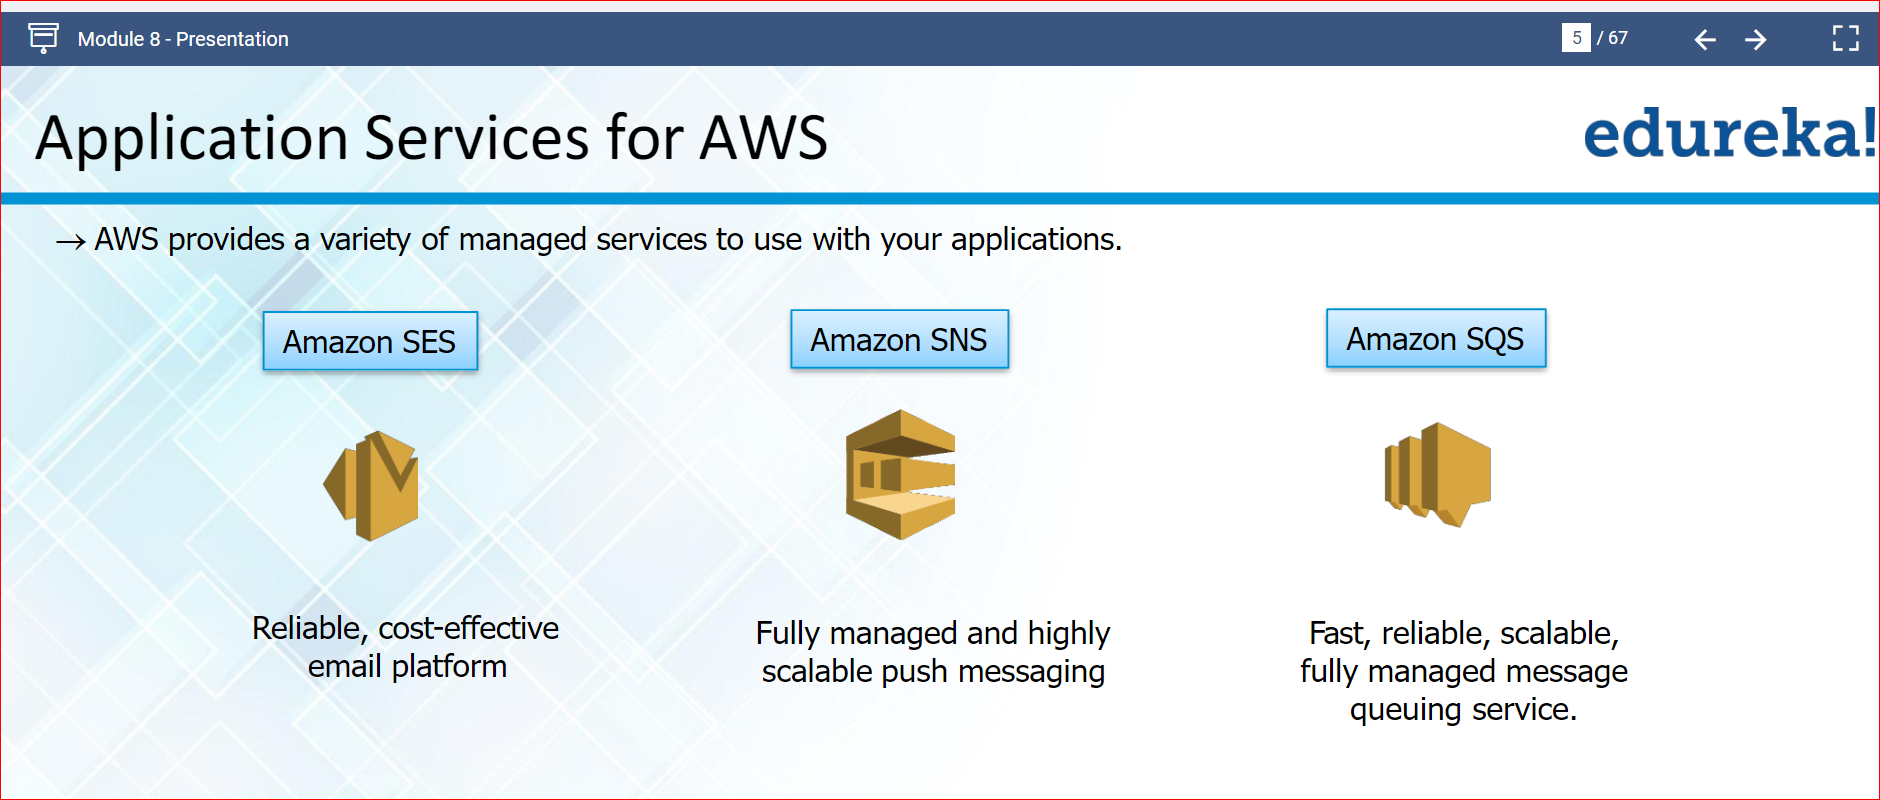 Module 8 - Presentation
5 / 67
Application Services for AWS
edureka!
→ AWS provides a variety of managed services to use with your applications.
Amazon SES
Amazon SNS
Amazon SQS
Reliable, cost-effective
email platform
Fully managed and highly
scalable push messaging
Fast, reliable, scalable,
fully managed message
queuing service.